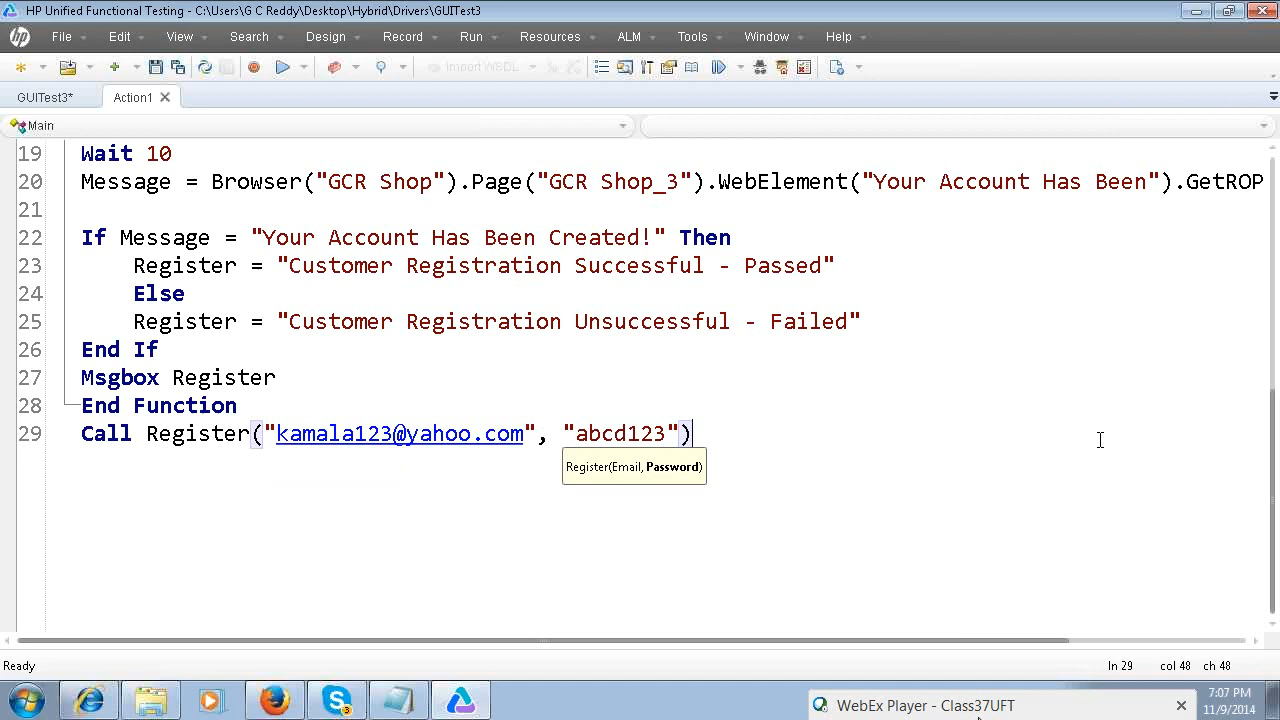 HP Unified Functional Testing - C:\Users\G C Reddy\Desktop\Hybrid\Drivers\GUITest3
hp File Edit View Search Design Record Run Resources ALM Tools Window Help
Import WSDL
GUITest3* Action1
Main
19 Wait 10
20 Message = Browser("GCR Shop").Page("GCR Shop_3").WebElement("Your Account Has Been").GetROP
21
22 If Message = "Your Account Has Been Created!" Then
23 Register = "Customer Registration Successful - Passed"
24 Else
25 Register = "Customer Registration Unsuccessful - Failed"
26 End If
27 Msgbox Register
28 End Function
29 Call Register("kamala123@yahoo.com", "abcd123")
Register(Email, Password)
Ready ln 29 col 48 ch 48
3 WebEx Player - Class37UFT 7:07 PM
11/9/2014